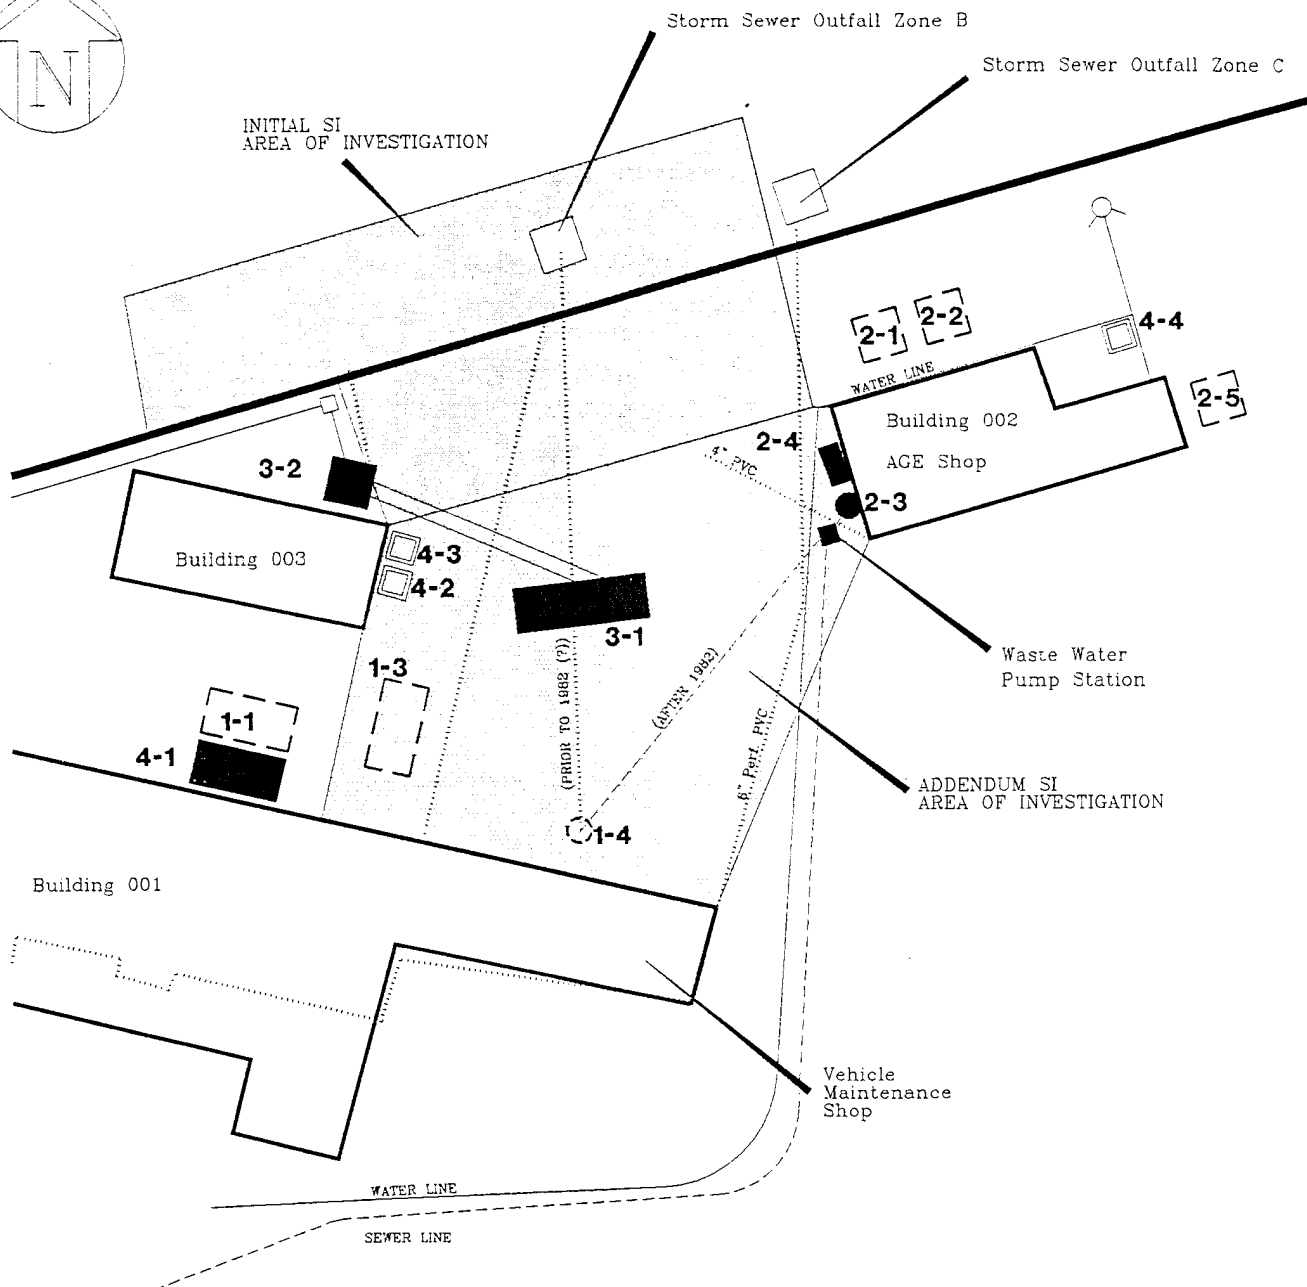 Storm Sewer Outfall Zone B
Storm Sewer Outfall Zone C
N
INITIAL SI
AREA OF INVESTIGATION
4-4
2-1
2-2
WATER LINE
2-5
Building 002
AGE Shop
2-4
4" PVC
2-3
3-2
Building 003
4-3
4-2
3-1
(PRIOR TO 1982 (?))
(AFTER 1982)
Waste Water
Pump Station
1-3
1-1
4-1
6" Perf. PVC
ADDENDUM SI
AREA OF INVESTIGATION
1-4
Building 001
Vehicle
Maintenance
Shop
WATER LINE
SEWER LINE